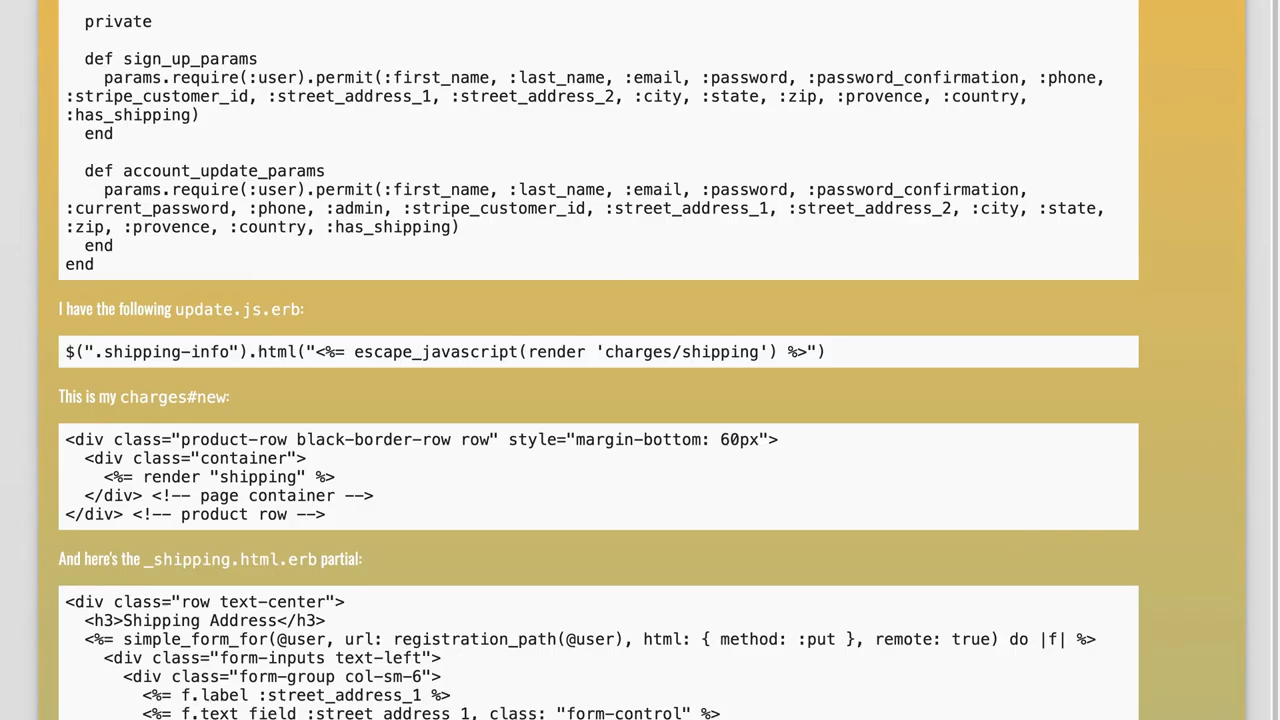 private
def sign_up_params
params.require(:user).permit(:first_name, :last_name, :email, :password, :password_confirmation, :phone,
:stripe_customer_id, :street_address_1, :street_address_2, :city, :state, :zip, :provence, :country,
:has_shipping)
end
def account_update_params
params.require(:user).permit(:first_name, :last_name, :email, :password, :password_confirmation,
:current_password, :phone, :admin, :stripe_customer_id, :street_address_1, :street_address_2, :city, :state,
:zip, :provence, :country, :has_shipping)
end
end
I have the following update.js.erb:
$(".shipping-info").html("<%= escape_javascript(render 'charges/shipping') %>")
This is my charges#new:
<div class="product-row black-border-row row" style="margin-bottom: 60px">
<div class="container">
<%= render "shipping" %>
</div> <!-- page container -->
</div> <!-- product row -->
And here's the _shipping.html.erb partial:
<div class="row text-center">
<h3>Shipping Address</h3>
<%= simple_form_for(@user, url: registration_path(@user), html: { method: :put }, remote: true) do |f| %>
<div class="form-inputs text-left">
<div class="form-group col-sm-6">
<%= f.label :street_address_1 %>
<%= f.text_field :street_address_1, class: "form-control" %>